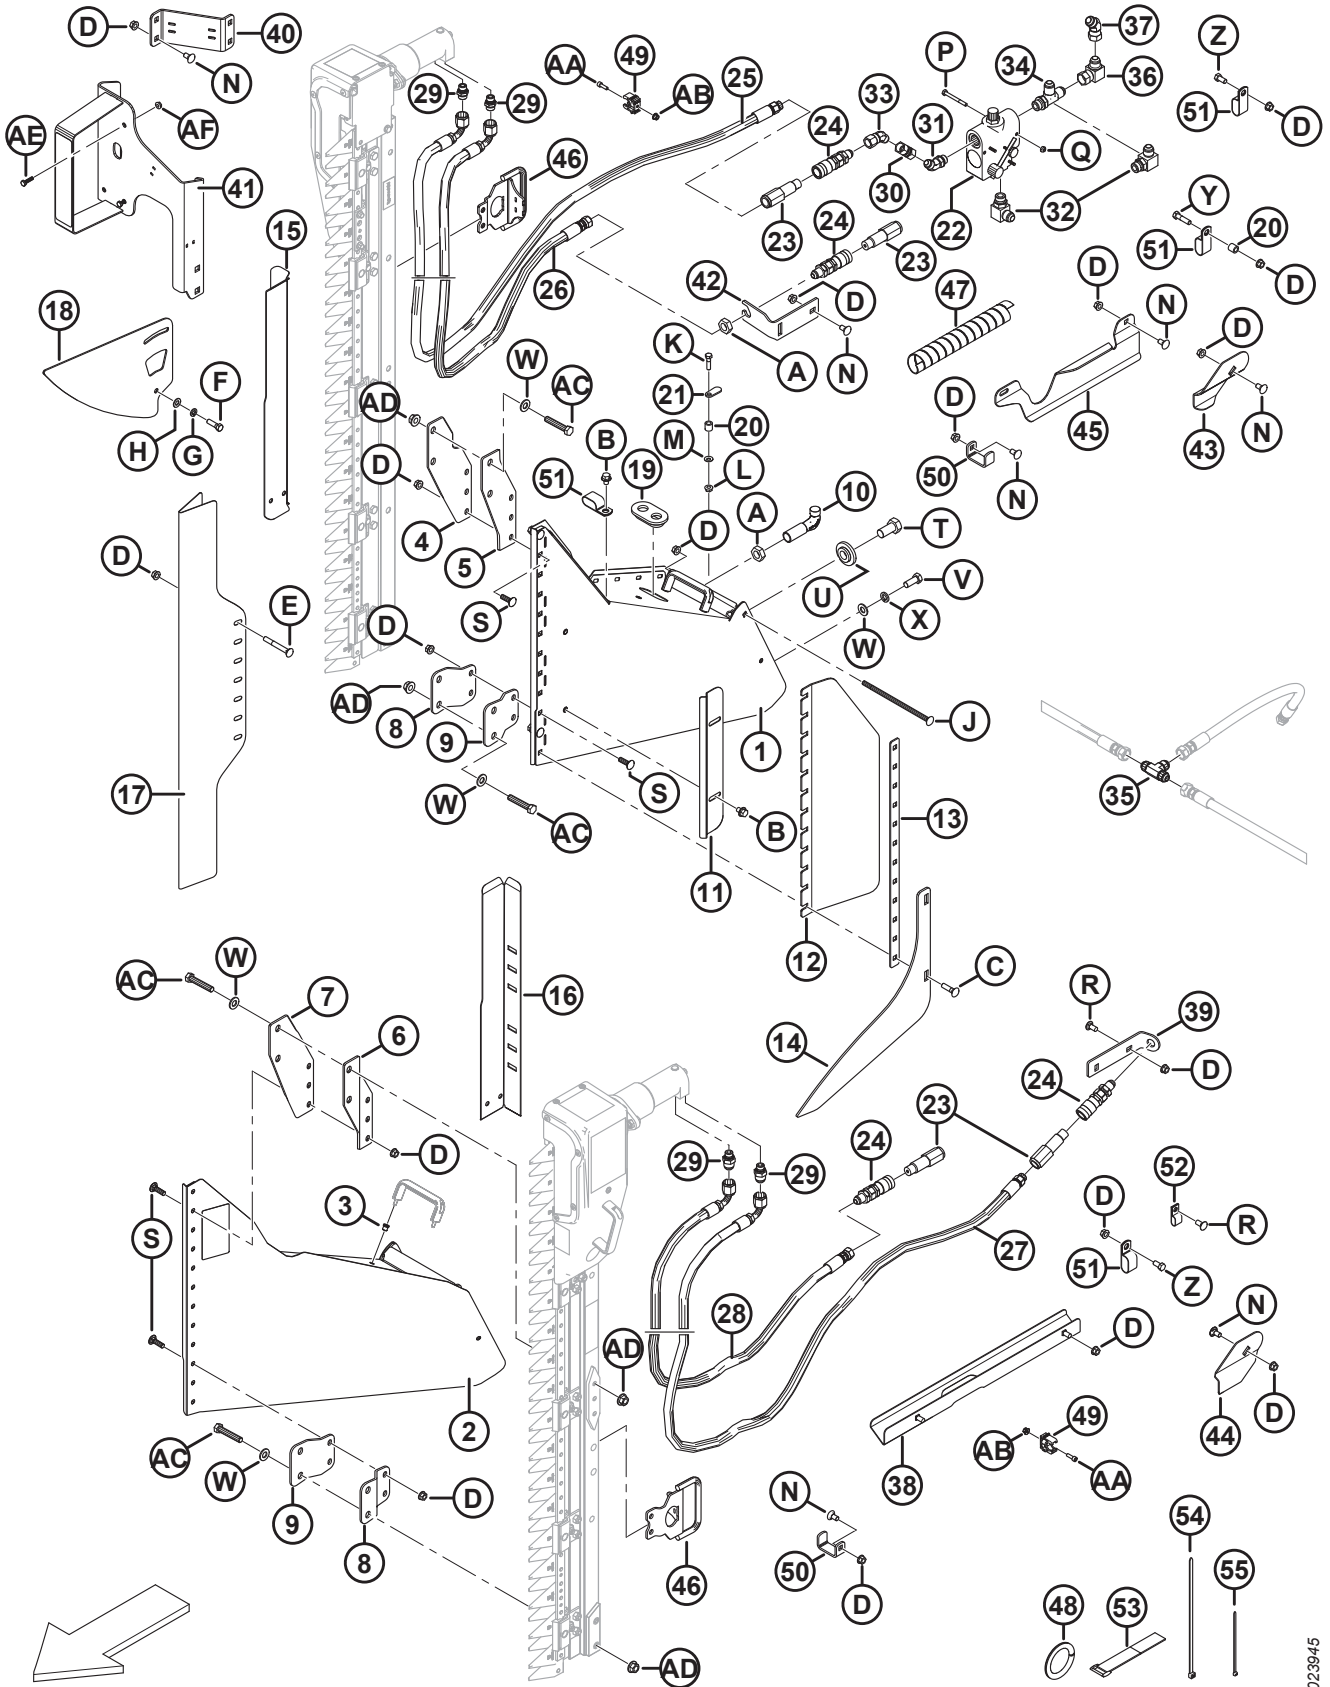 D 40 N
AA 49 25 P 34 37 36 Z
29 29 AB 33 31 24 51 D
AE AF 46 Q
41 30 32
15 23 22 Y
26 24 23 51 20 D
18 42 D 47 D N D
K A N
W AC 21 45 43 N
F AD 20 D
H G B M 50 N
D 51 19 L 10
4 5 A D T
D U V
E S W X
D
AD 8 9 1 J
17 W S 35
AC B 13
11
12
W 16 C
AC 7 R 39
6 14
D 24 D
23
29 29 24 52
3 D R
S 27 51 Z
28 N
AD D
2 49 44 D
AC W AB AA
9 D N 38
8 54
46 50 55
D 48 53
AD
023945